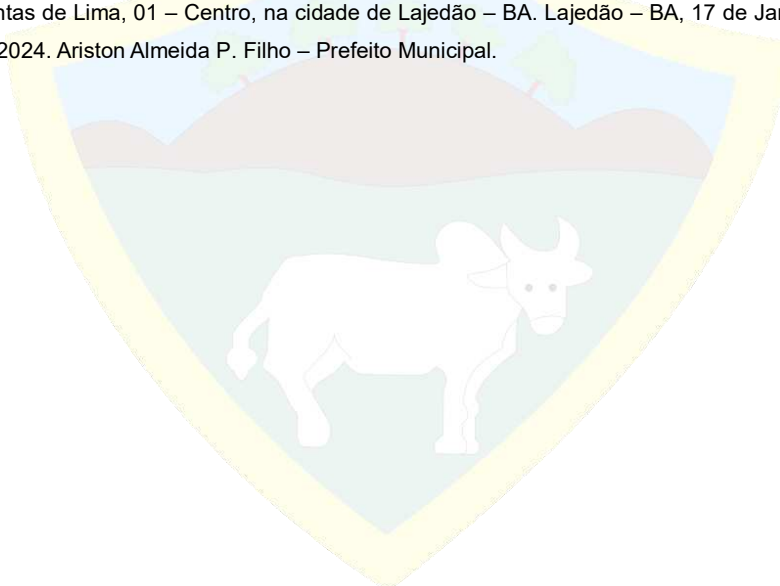 ntas de Lima, 01 – Centro, na cidade de Lajedão – BA. Lajedão – BA, 17 de Jar
2024. Ariston Almeida P. Filho – Prefeito Municipal.